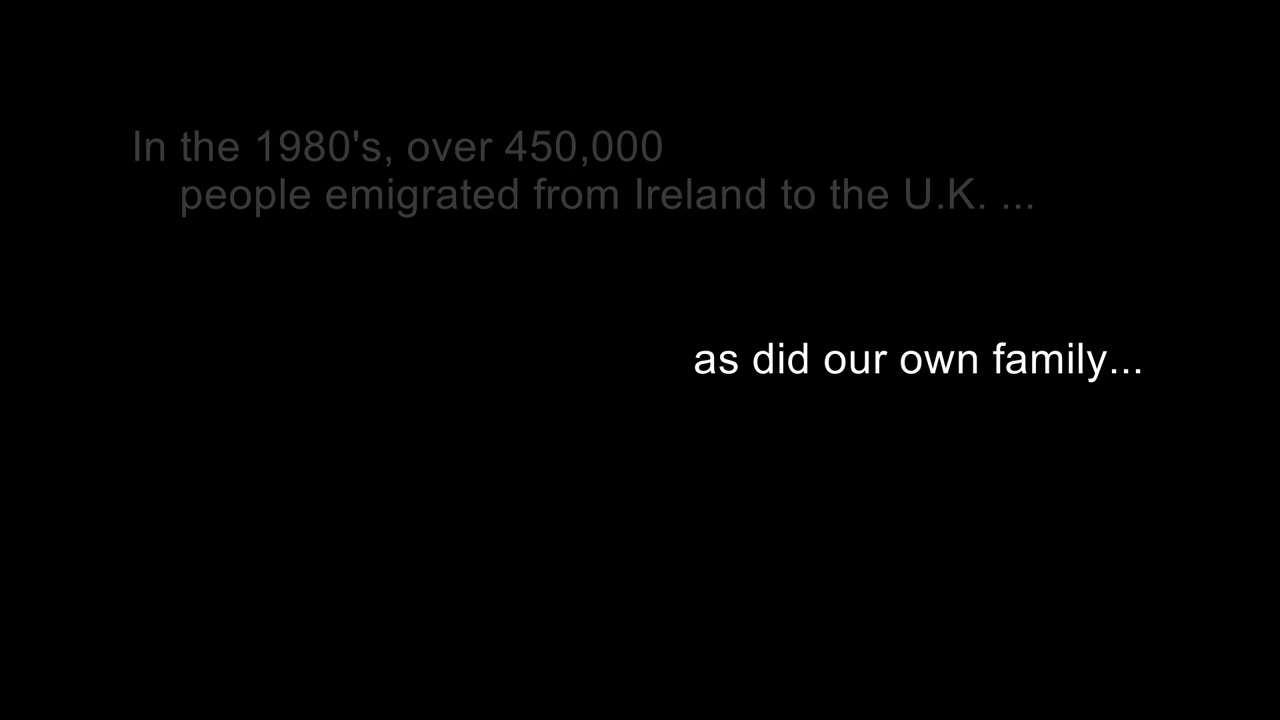 In the 1980's, over 450,000
people emigrated from Ireland to the U.K. ...
as did our own family...